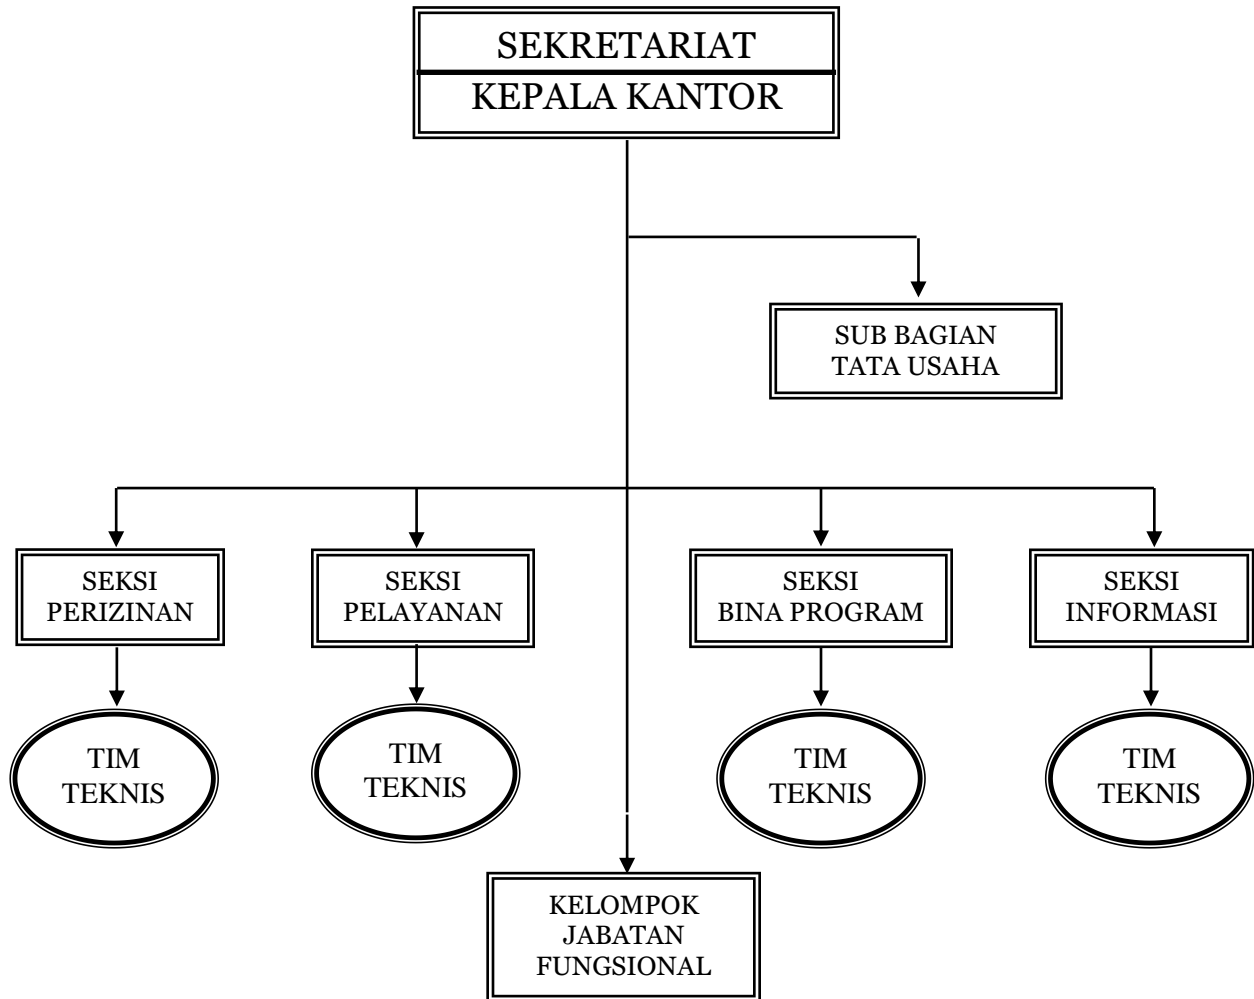 SEKRETARIAT
KEPALA KANTOR
SUB BAGIAN
TATA USAHA
SEKSI
PERIZINAN
SEKSI
PELAYANAN
SEKSI
BINA PROGRAM
SEKSI
INFORMASI
TIM
TEKNIS
TIM
TEKNIS
TIM
TEKNIS
TIM
TEKNIS
KELOMPOK
JABATAN
FUNGSIONAL